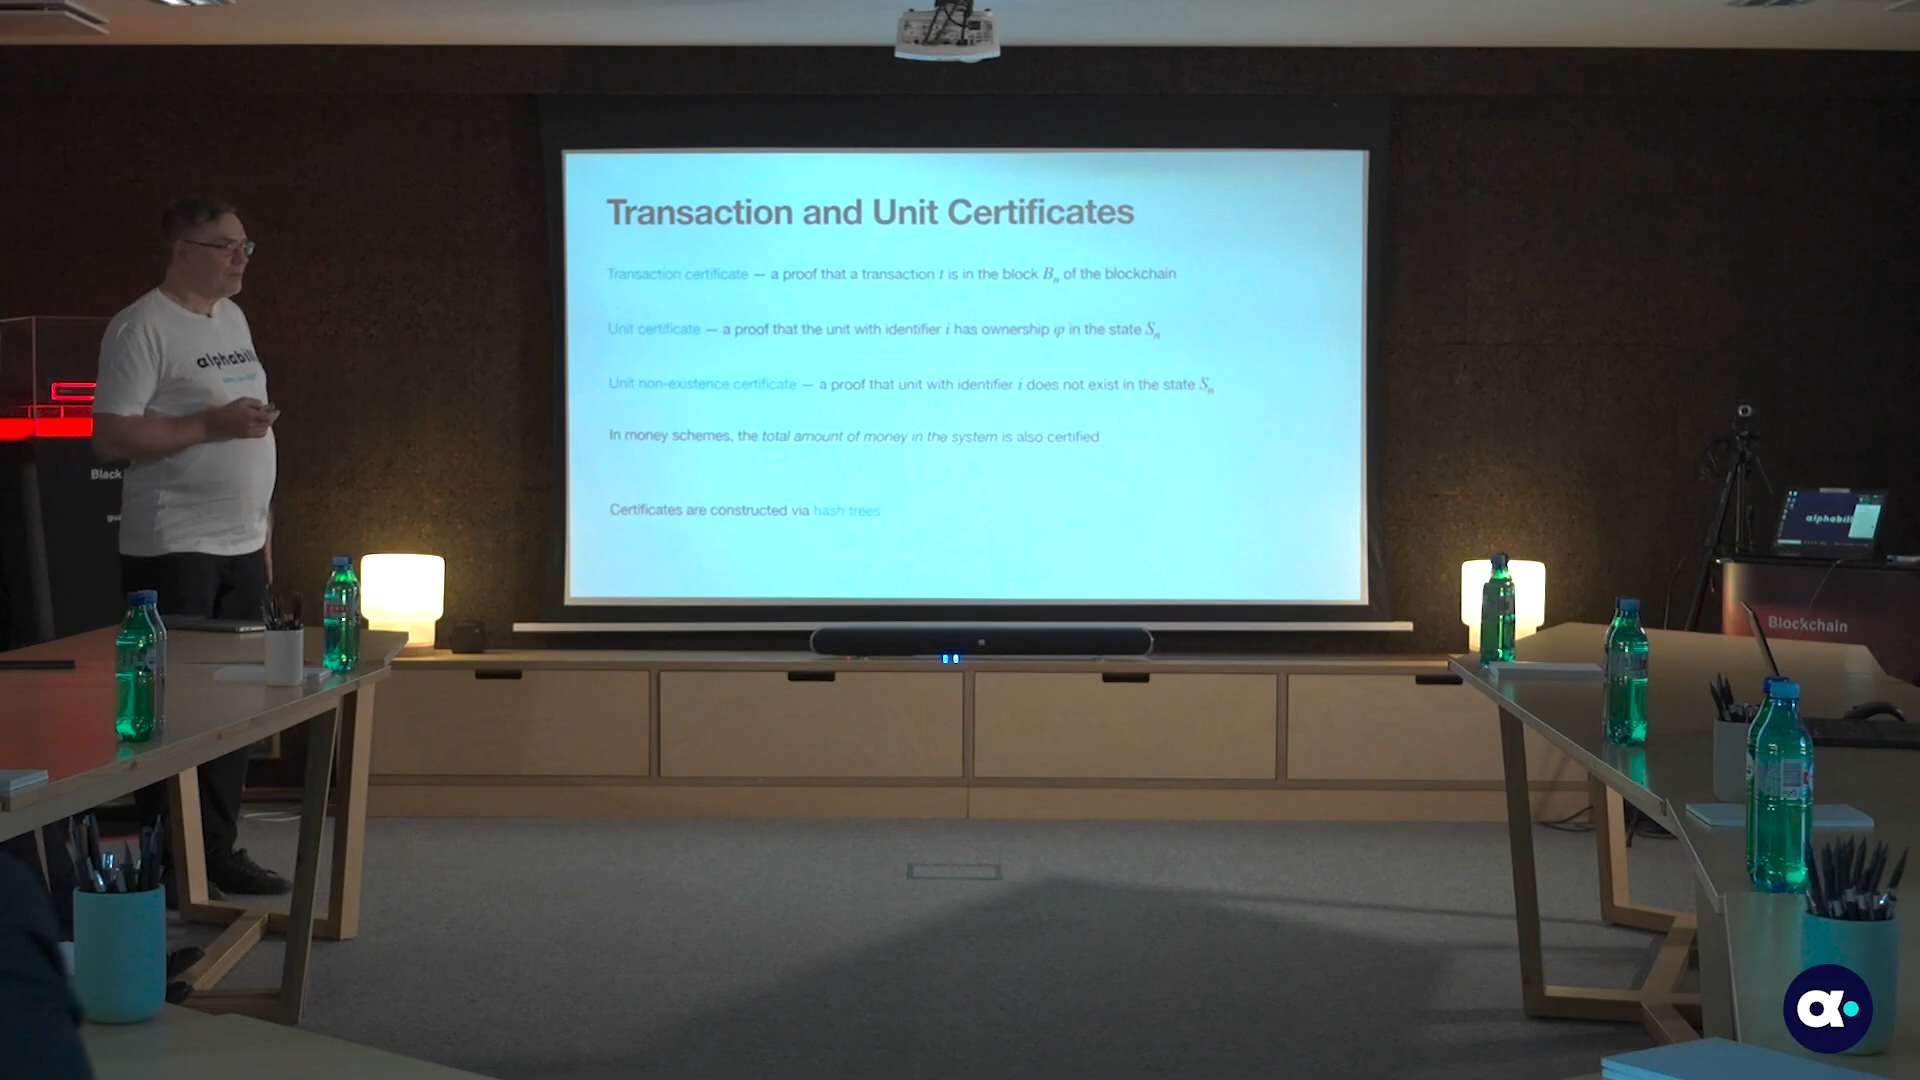 Transaction and Unit Certificates
Transaction certificate — a proof that a transaction t is in the block Bₙ of the blockchain
Unit certificate — a proof that the unit with identifier i has ownership φ in the state Sₙ
Unit non-existence certificate — a proof that unit with identifier i does not exist in the state Sₙ
In money schemes, the total amount of money in the system is also certified
Certificates are constructed via hash trees
alphabill
Black
alphabill
Blockchain